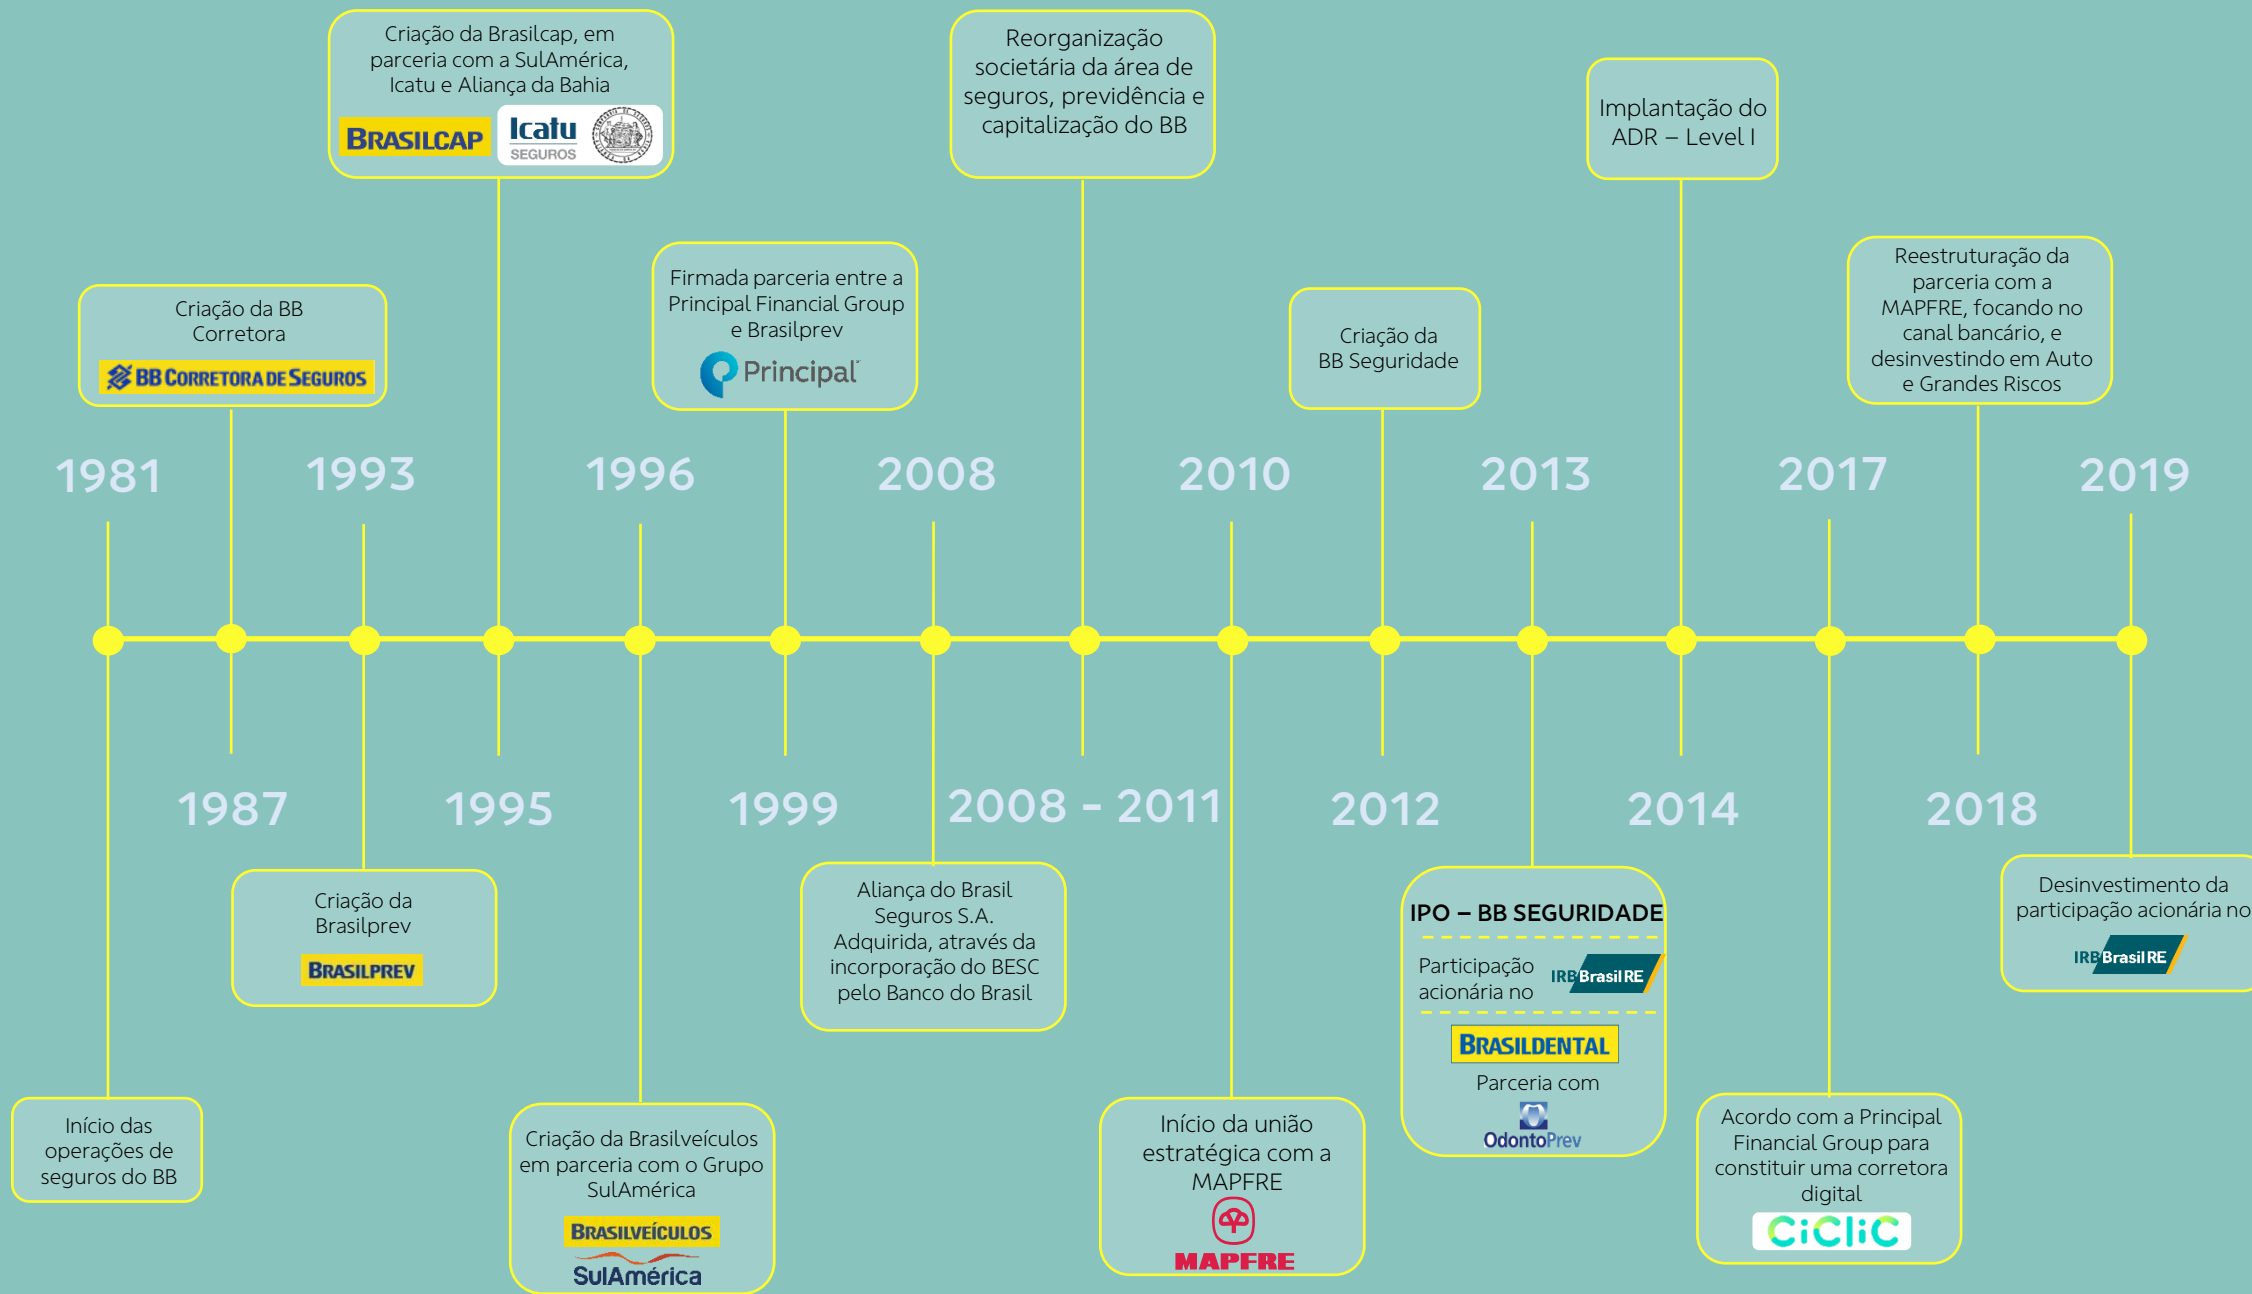 Criação da Brasilcap, em
parceria com a SulAmérica,
Icatu e Aliança da Bahia
BRASILCAP
Icatu
SEGUROS
Reorganização
societária da área de
seguros, previdência e
capitalização do BB
Implantação do
ADR – Level I
Criação da BB
Corretora
BB CORRETORA DE SEGUROS
Firmada parceria entre a
Principal Financial Group
e Brasilprev
Principal
Criação da
BB Seguridade
Reestruturação da
parceria com a
MAPFRE, focando no
canal bancário, e
desinvestindo em Auto
e Grandes Riscos
1981
1993
1996
2008
2010
2013
2017
2019
1987
1995
1999
2008 - 2011
2012
2014
2018
Criação da
Brasilprev
BRASILPREV
Aliança do Brasil
Seguros S.A.
Adquirida, através da
incorporação do BESC
pelo Banco do Brasil
IPO – BB SEGURIDADE
Participação
acionária no
IRB Brasil RE
BRASILDENTAL
Parceria com
OdontoPrev
Desinvestimento da
participação acionária no
IRB Brasil RE
Início das
operações de
seguros do BB
Criação da Brasilveículos
em parceria com o Grupo
SulAmérica
BRASILVEÍCULOS
SulAmérica
Início da união
estratégica com a
MAPFRE
MAPFRE
Acordo com a Principal
Financial Group para
constituir uma corretora
digital
CiCliC